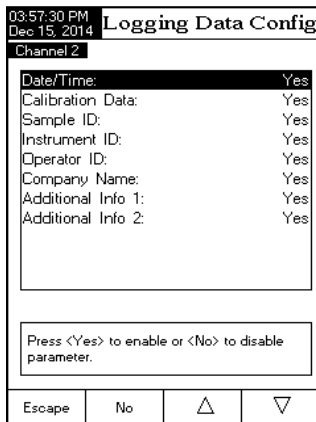 03:57:30 PM
Dec 15, 2014
Logging Data Config
Channel 2
Date/Time: Yes
Calibration Data: Yes
Sample ID: Yes
Instrument ID: Yes
Operator ID: Yes
Company Name: Yes
Additional Info 1: Yes
Additional Info 2: Yes
Press <Yes> to enable or <No> to disable
parameter.
Escape No